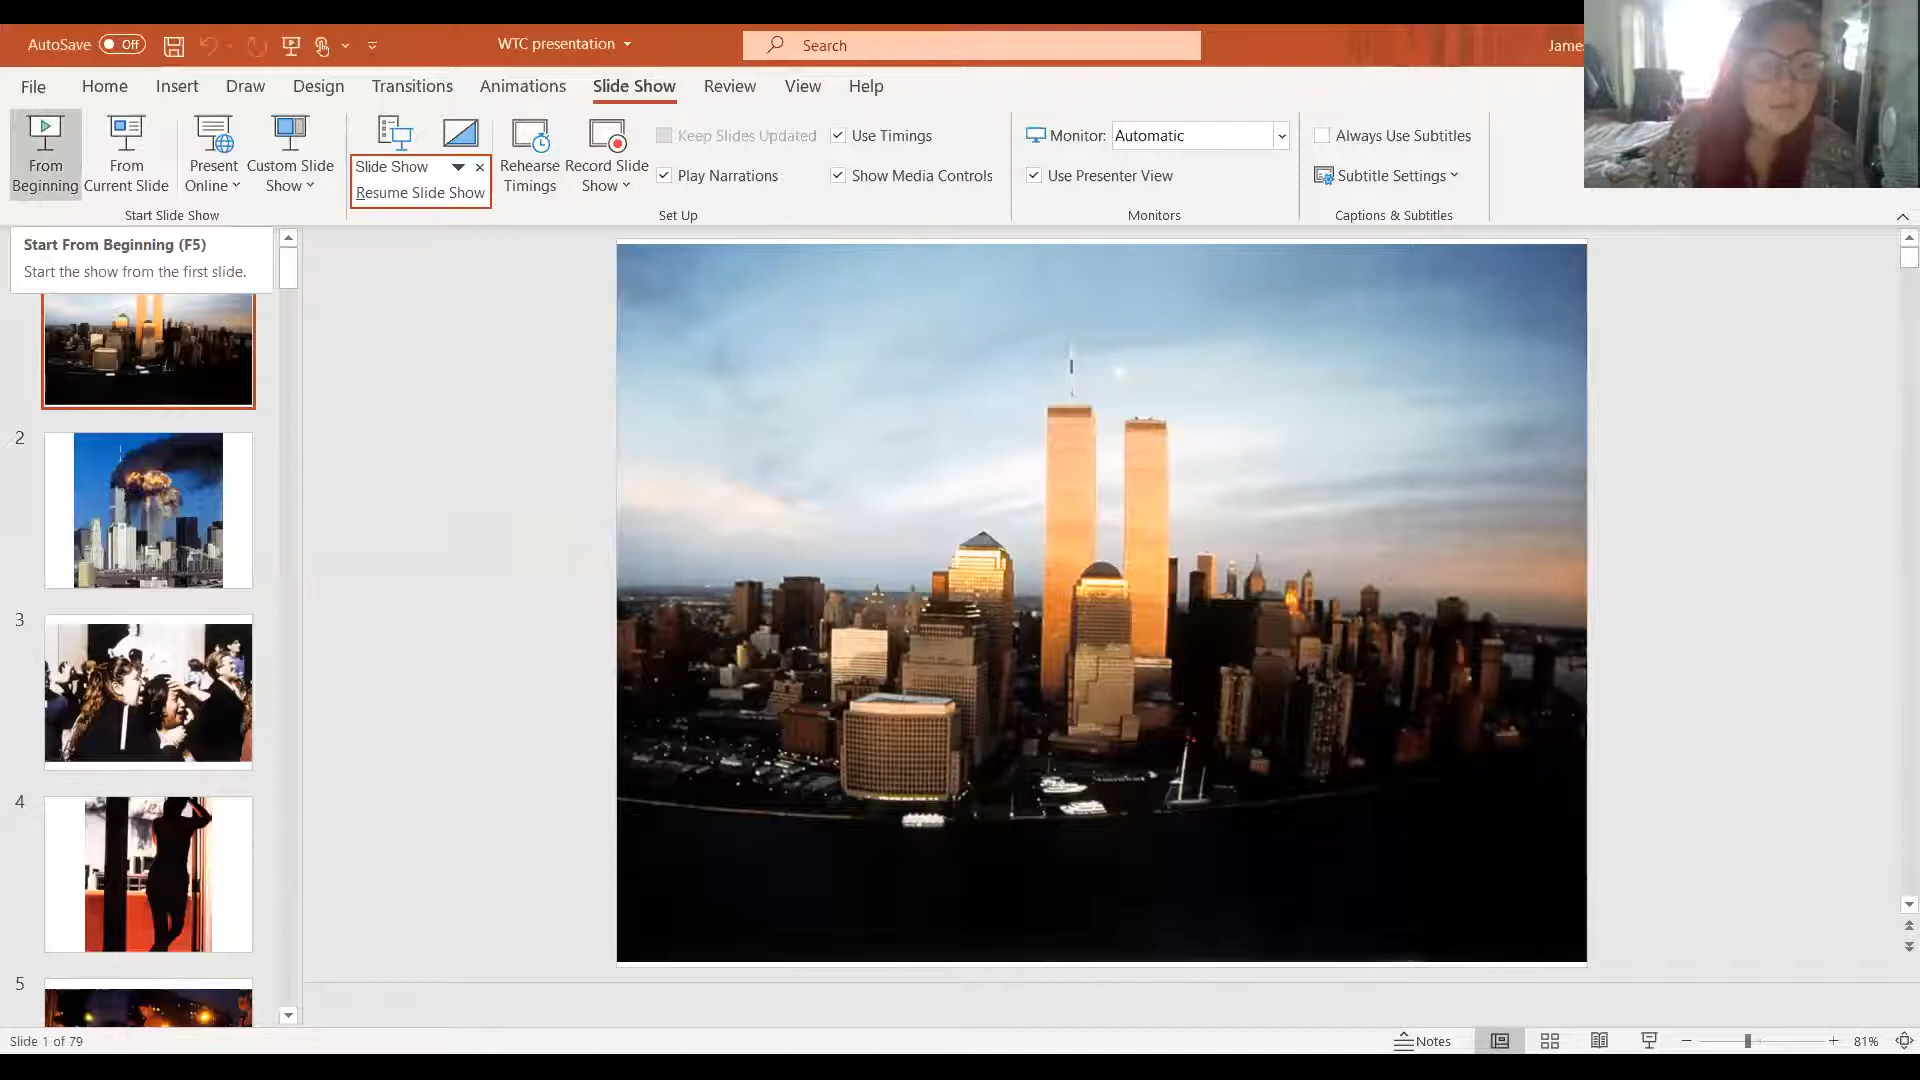 AutoSave Off WTC presentation Search James
File Home Insert Draw Design Transitions Animations Slide Show Review View Help
From Beginning
From Current Slide
Present Online
Custom Slide Show
Slide Show
Resume Slide Show
Rehearse Timings
Record Slide Show
Keep Slides Updated
Play Narrations
Use Timings
Show Media Controls
Monitor: Automatic
Use Presenter View
Always Use Subtitles
Subtitle Settings
Start Slide Show Set Up Monitors Captions & Subtitles
Start From Beginning (F5)
Start the show from the first slide.
2
3
4
5
Slide 1 of 79 Notes 81%